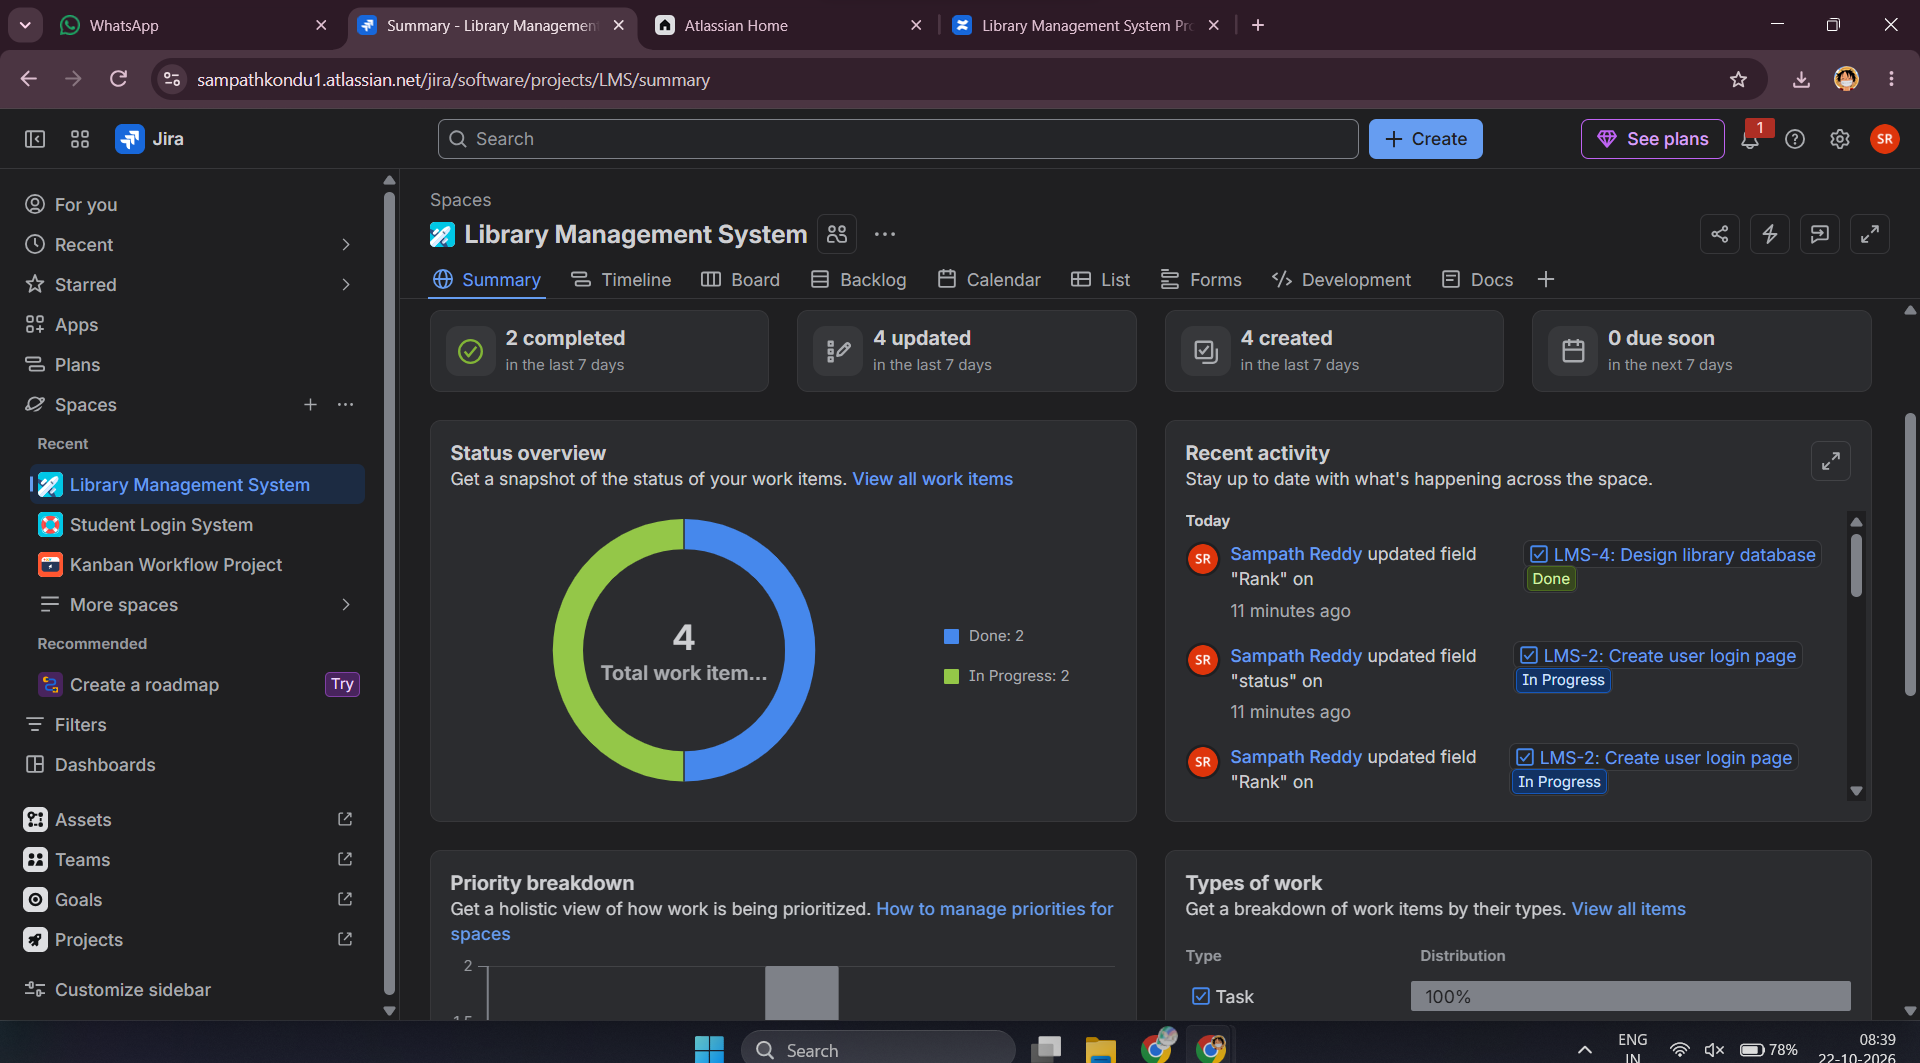 WhatsApp
Summary - Library Managemen
Atlassian Home
Library Management System Pro
sampathkondu1.atlassian.net/jira/software/projects/LMS/summary
Jira
Search
Create
See plans
1
SR
For you
Recent
Starred
Apps
Plans
Spaces
Recent
Library Management System
Student Login System
Kanban Workflow Project
More spaces
Recommended
Create a roadmap
Try
Filters
Dashboards
Assets
Teams
Goals
Projects
Customize sidebar
Spaces
Library Management System
Summary
Timeline
Board
Backlog
Calendar
List
Forms
Development
Docs
2 completed
in the last 7 days
4 updated
in the last 7 days
4 created
in the last 7 days
0 due soon
in the next 7 days
Status overview
Get a snapshot of the status of your work items. View all work items
4
Total work item...
Done: 2
In Progress: 2
Recent activity
Stay up to date with what's happening across the space.
Today
SR
Sampath Reddy updated field
"Rank" on
LMS-4: Design library database
Done
11 minutes ago
SR
Sampath Reddy updated field
"status" on
LMS-2: Create user login page
In Progress
11 minutes ago
SR
Sampath Reddy updated field
"Rank" on
LMS-2: Create user login page
In Progress
Priority breakdown
Get a holistic view of how work is being prioritized. How to manage priorities for
spaces
2
1.5
Types of work
Get a breakdown of work items by their types. View all items
Type
Distribution
Task
100%
Search
ENG
IN
78%
08:39
22-10-2026